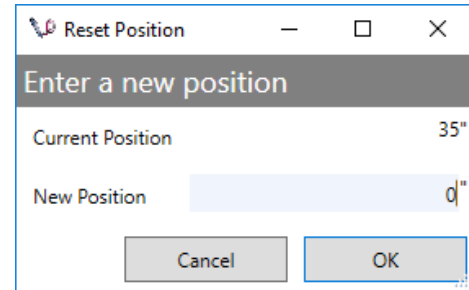 Reset Position
Enter a new position
Current Position 35"
New Position 0"
Cancel OK